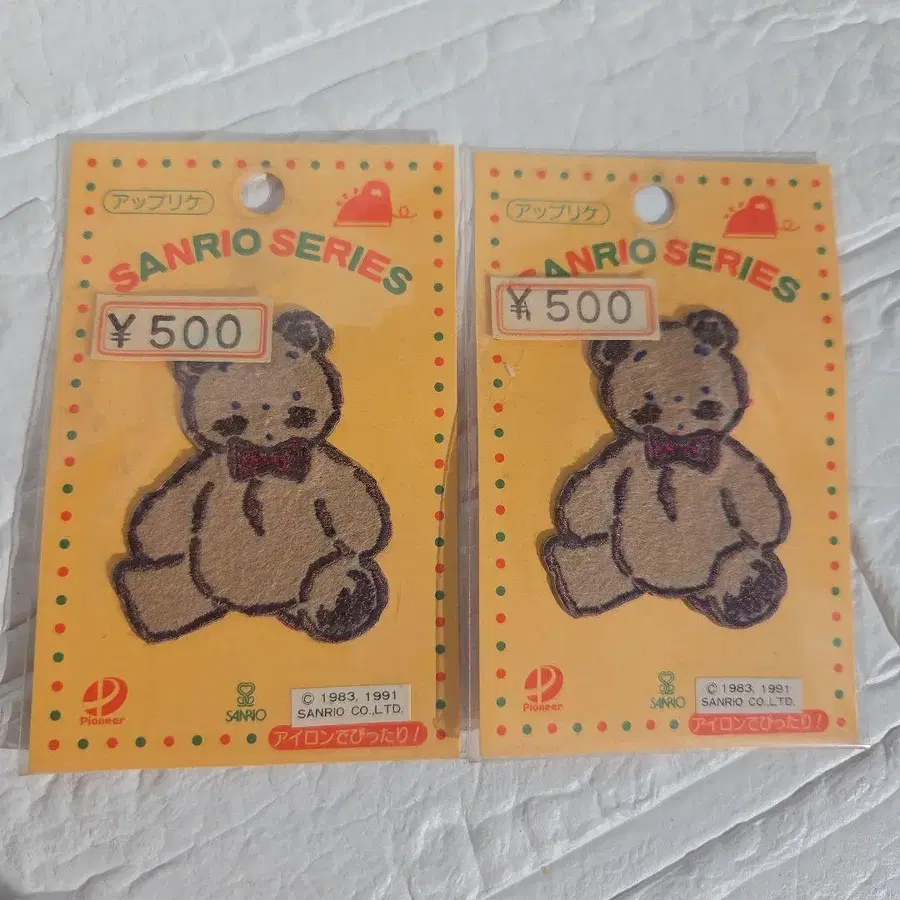 アップリケ
SANRIO SERIES
¥500
Pioneer
SANRIO
© 1983, 1991
SANRIO CO.,LTD.
アイロンでぴったり!
アップリケ
SANRIO SERIES
¥500
Pioneer
SANRIO
© 1983, 1991
SANRIO CO.,LTD.
アイロンでぴったり!